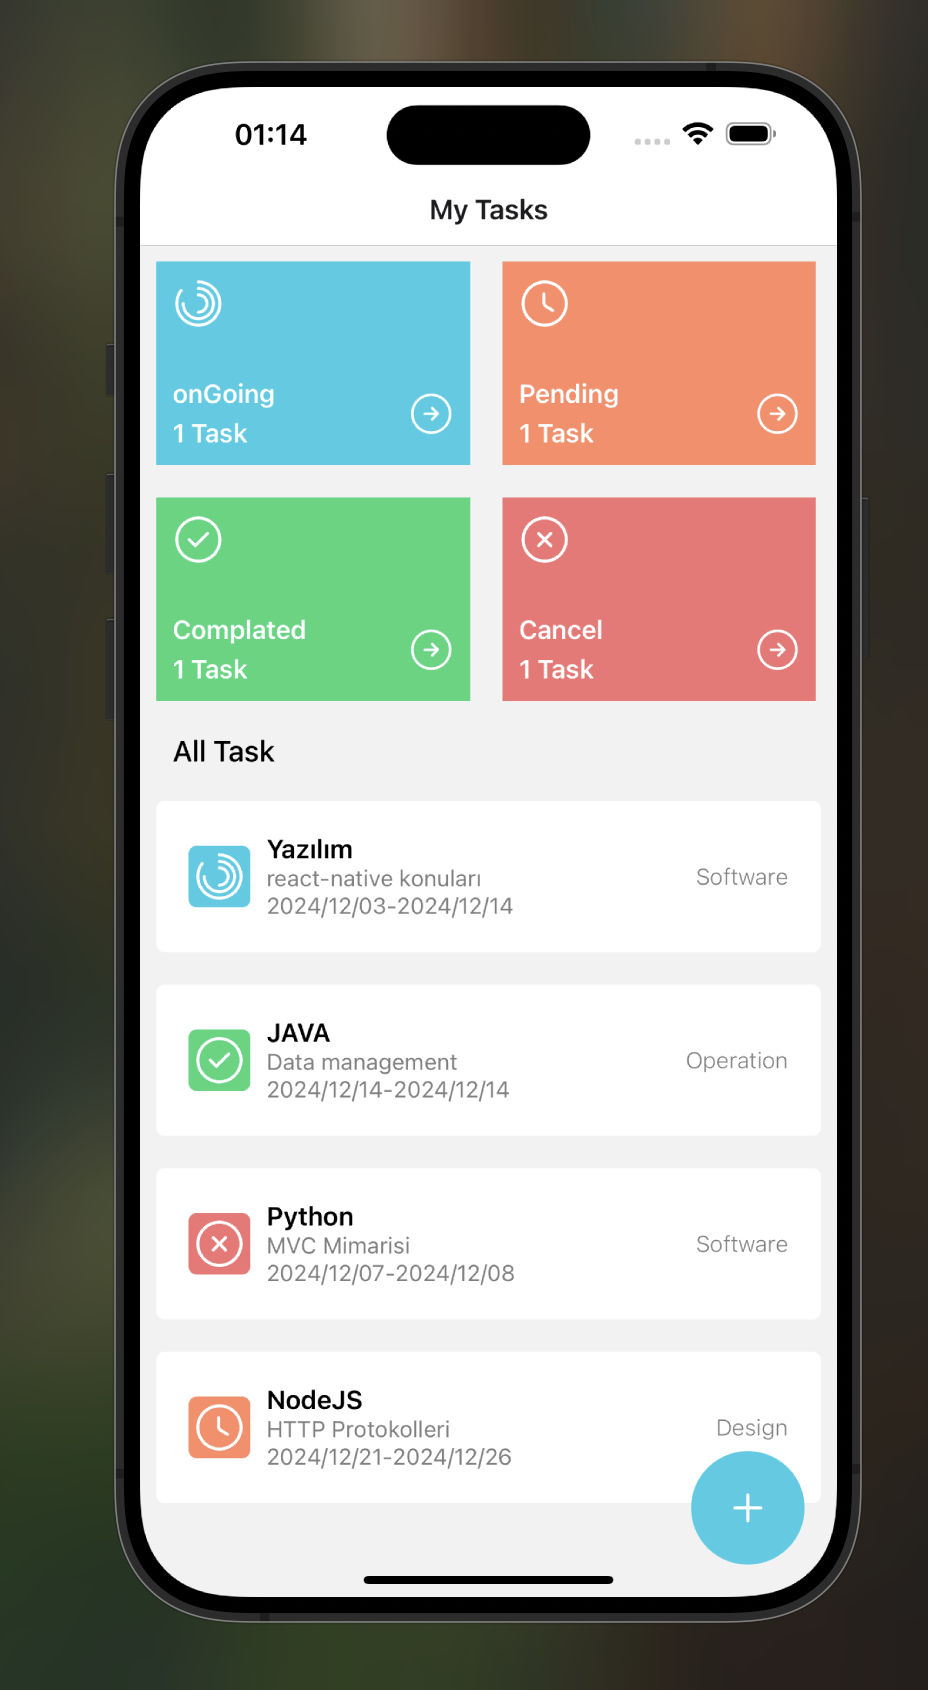 01:14
My Tasks
onGoing
1 Task
Pending
1 Task
Complated
1 Task
Cancel
1 Task
All Task
Yazılım
react-native konuları
2024/12/03-2024/12/14
Software
JAVA
Data management
2024/12/14-2024/12/14
Operation
Python
MVC Mimarisi
2024/12/07-2024/12/08
Software
NodeJS
HTTP Protokolleri
2024/12/21-2024/12/26
Design